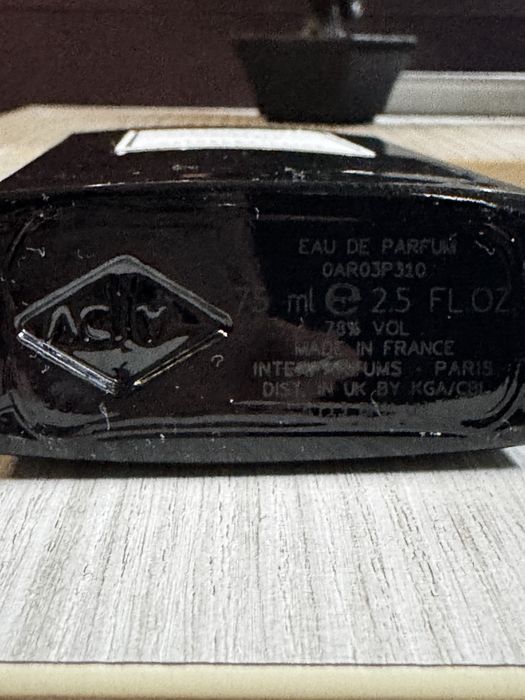 EAU DE PARFUM
0AR03P310
75 ml ℮ 2.5 FL.OZ
78% VOL
MADE IN FRANCE
PARIS
DIST. IN UK BY KGA/CBL